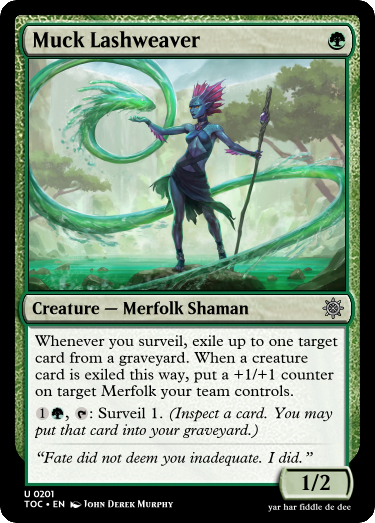 Muck Lashweaver
Creature — Merfolk Shaman
Whenever you surveil, exile up to one target
card from a graveyard. When a creature
card is exiled this way, put a +1/+1 counter
on target Merfolk your team controls.
1, : Surveil 1. (Inspect a card. You may
put that card into your graveyard.)
“Fate did not deem you inadequate. I did.”
1/2
U 0201
TOC • EN John Derek Murphy
yar har fiddle de dee